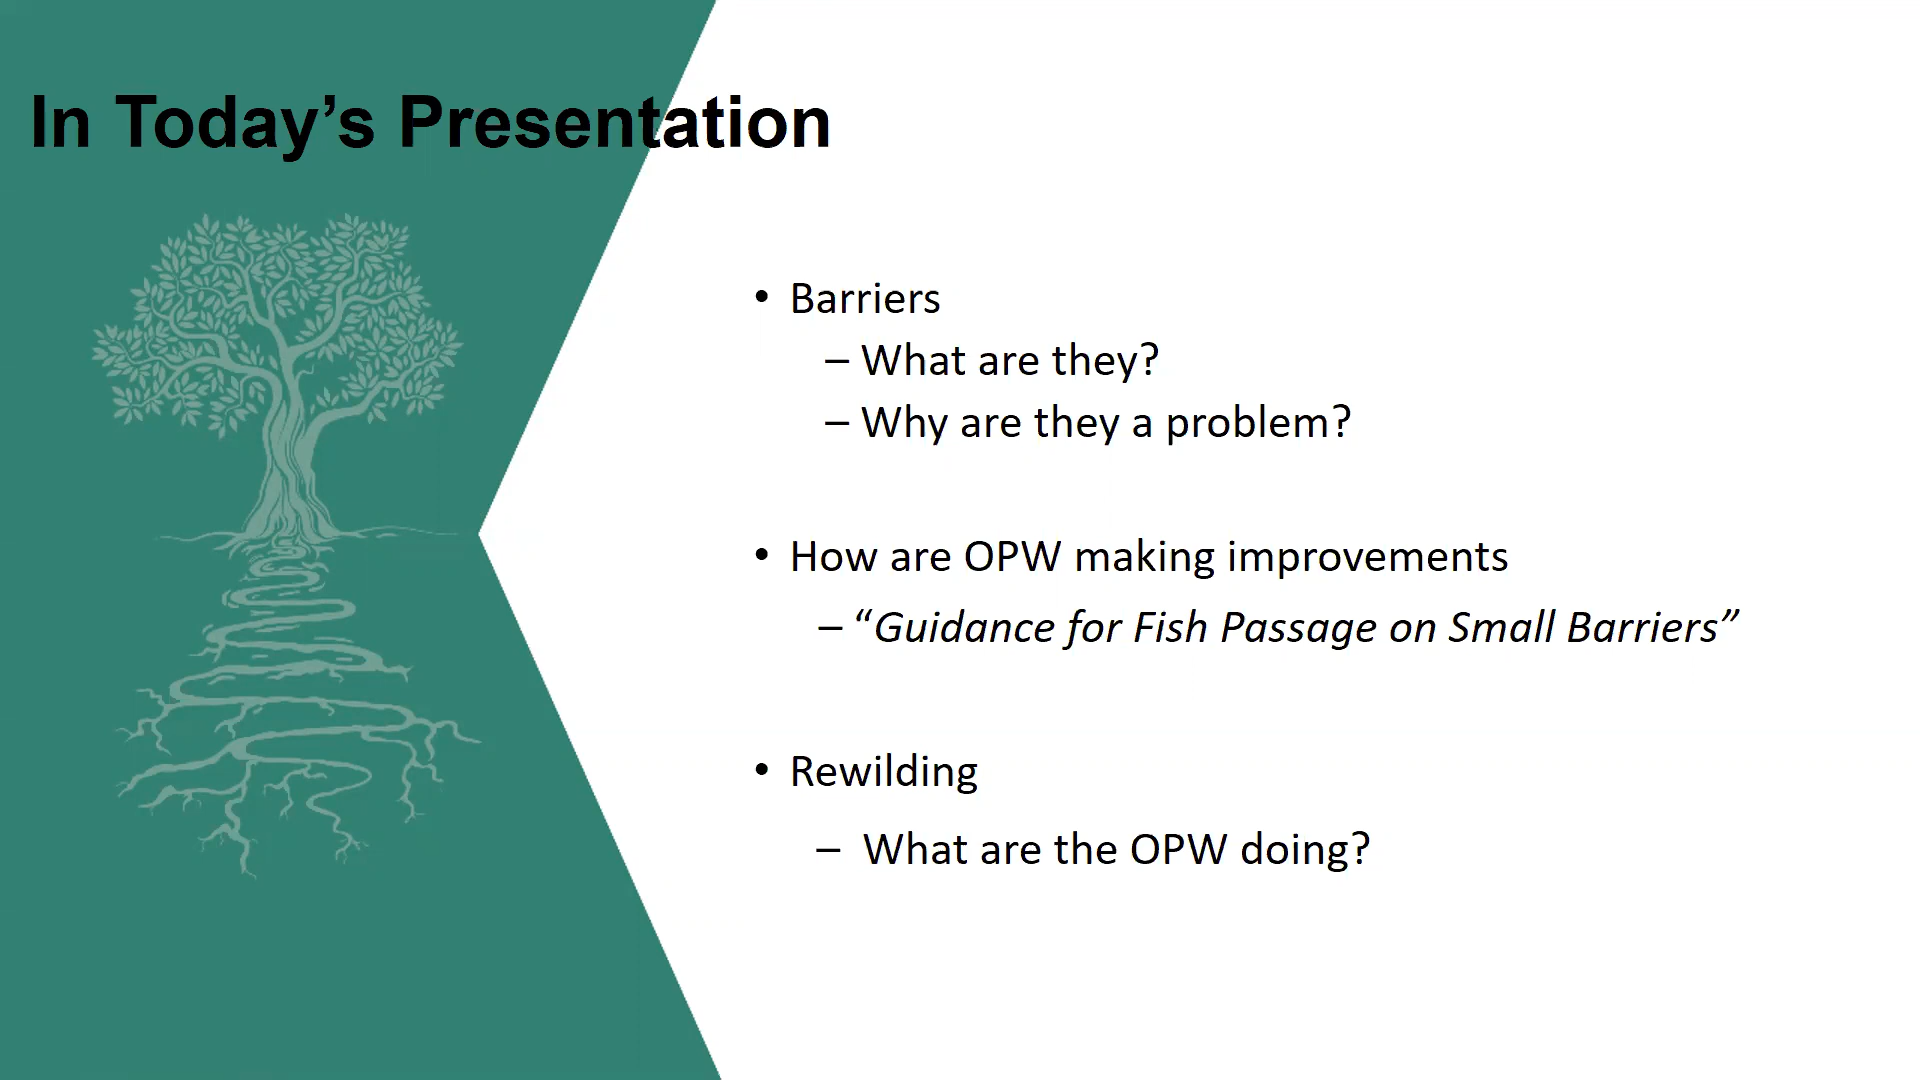 In Today’s Presentation
• Barriers
– What are they?
– Why are they a problem?
• How are OPW making improvements
– “Guidance for Fish Passage on Small Barriers”
• Rewilding
– What are the OPW doing?